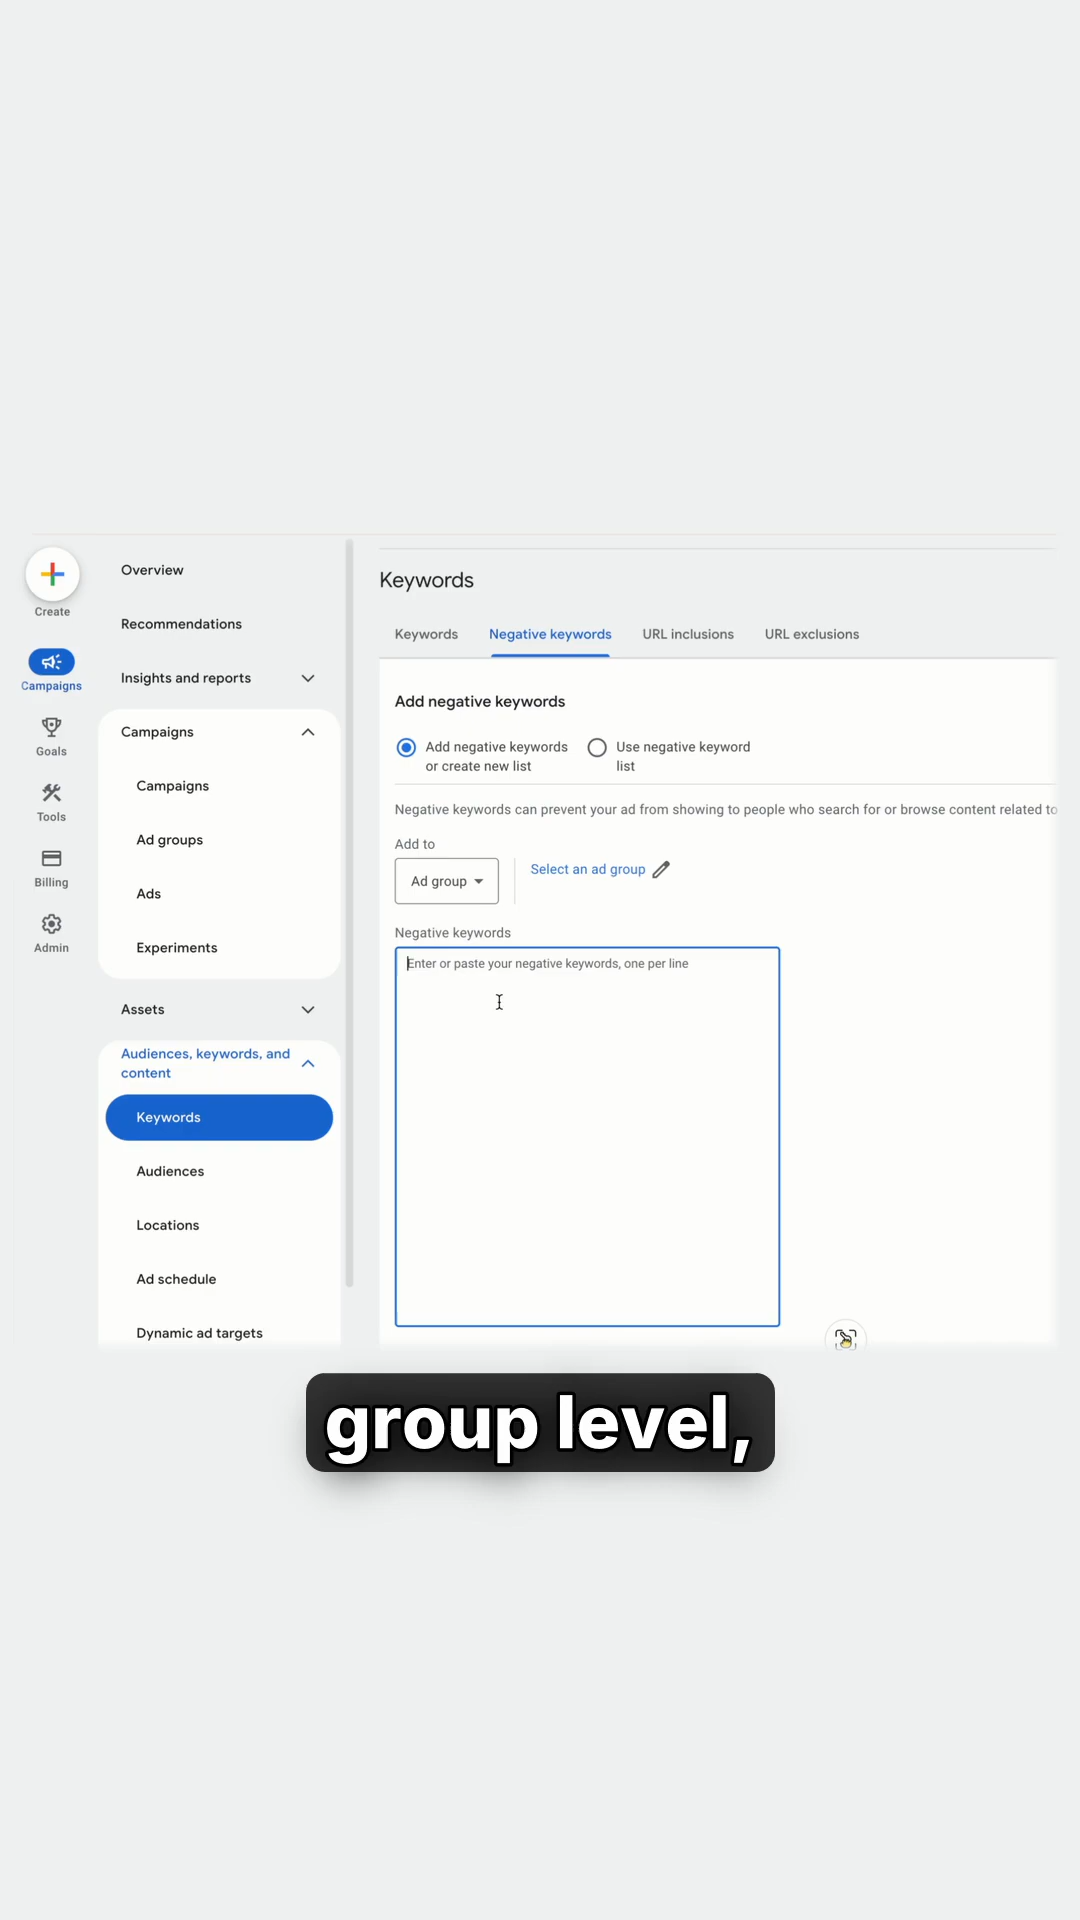 Create
Campaigns
Goals
Tools
Billing
Admin
Overview
Recommendations
Insights and reports
Campaigns
Campaigns
Ad groups
Ads
Experiments
Assets
Audiences, keywords, and
content
Keywords
Audiences
Locations
Ad schedule
Dynamic ad targets
Keywords
Keywords Negative keywords URL inclusions URL exclusions
Add negative keywords
Add negative keywords
or create new list
Use negative keyword
list
Negative keywords can prevent your ad from showing to people who search for or browse content related to
Add to
Ad group
Select an ad group
Negative keywords
Enter or paste your negative keywords, one per line
group level,